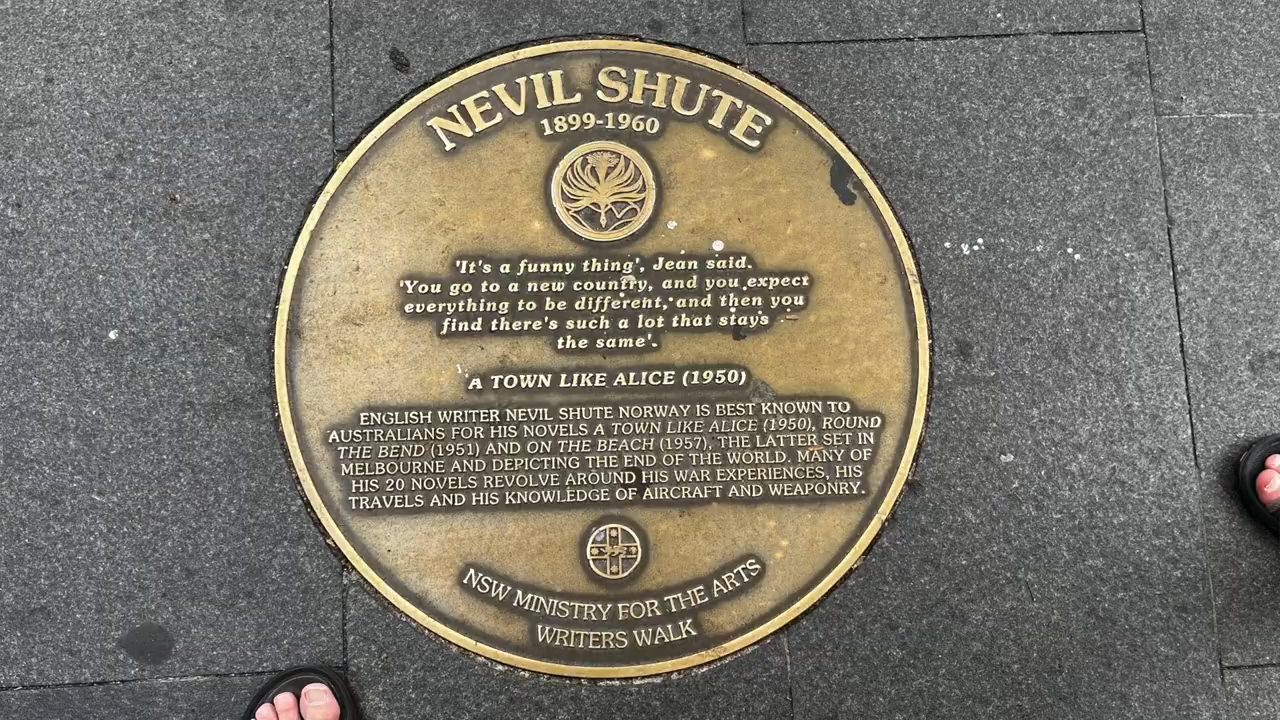 NEVIL SHUTE
1899-1960
'It's a funny thing', Jean said.
'You go to a new country, and you expect
everything to be different, and then you
find there's such a lot that stays
the same'.
A TOWN LIKE ALICE (1950)
ENGLISH WRITER NEVIL SHUTE NORWAY IS BEST KNOWN TO
AUSTRALIANS FOR HIS NOVELS A TOWN LIKE ALICE (1950), ROUND
THE BEND (1951) AND ON THE BEACH (1957), THE LATTER SET IN
MELBOURNE AND DEPICTING THE END OF THE WORLD. MANY OF
HIS 20 NOVELS REVOLVE AROUND HIS WAR EXPERIENCES, HIS
TRAVELS AND HIS KNOWLEDGE OF AIRCRAFT AND WEAPONRY.
NSW MINISTRY FOR THE ARTS
WRITERS WALK